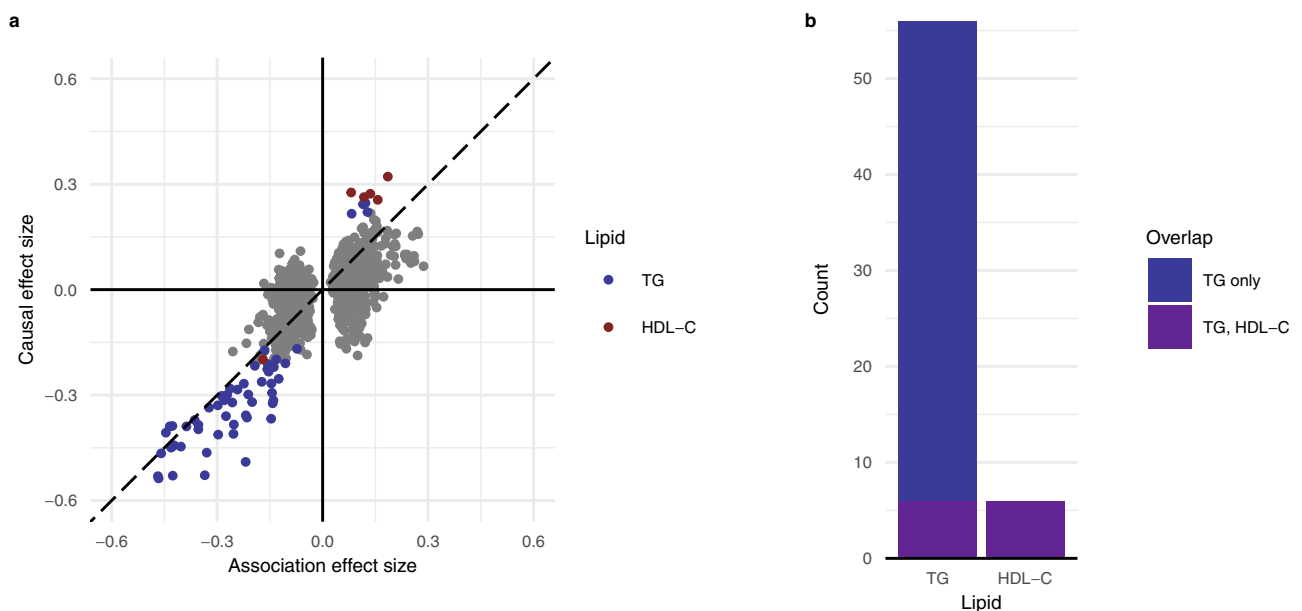 a
0.6
0.3
0.0
−0.3
−0.6
Causal effect size
−0.6
−0.3
0.0
0.3
0.6
Association effect size
Lipid
TG
HDL−C
b
50
40
30
20
10
0
Count
TG
HDL−C
Lipid
Overlap
TG only
TG, HDL−C